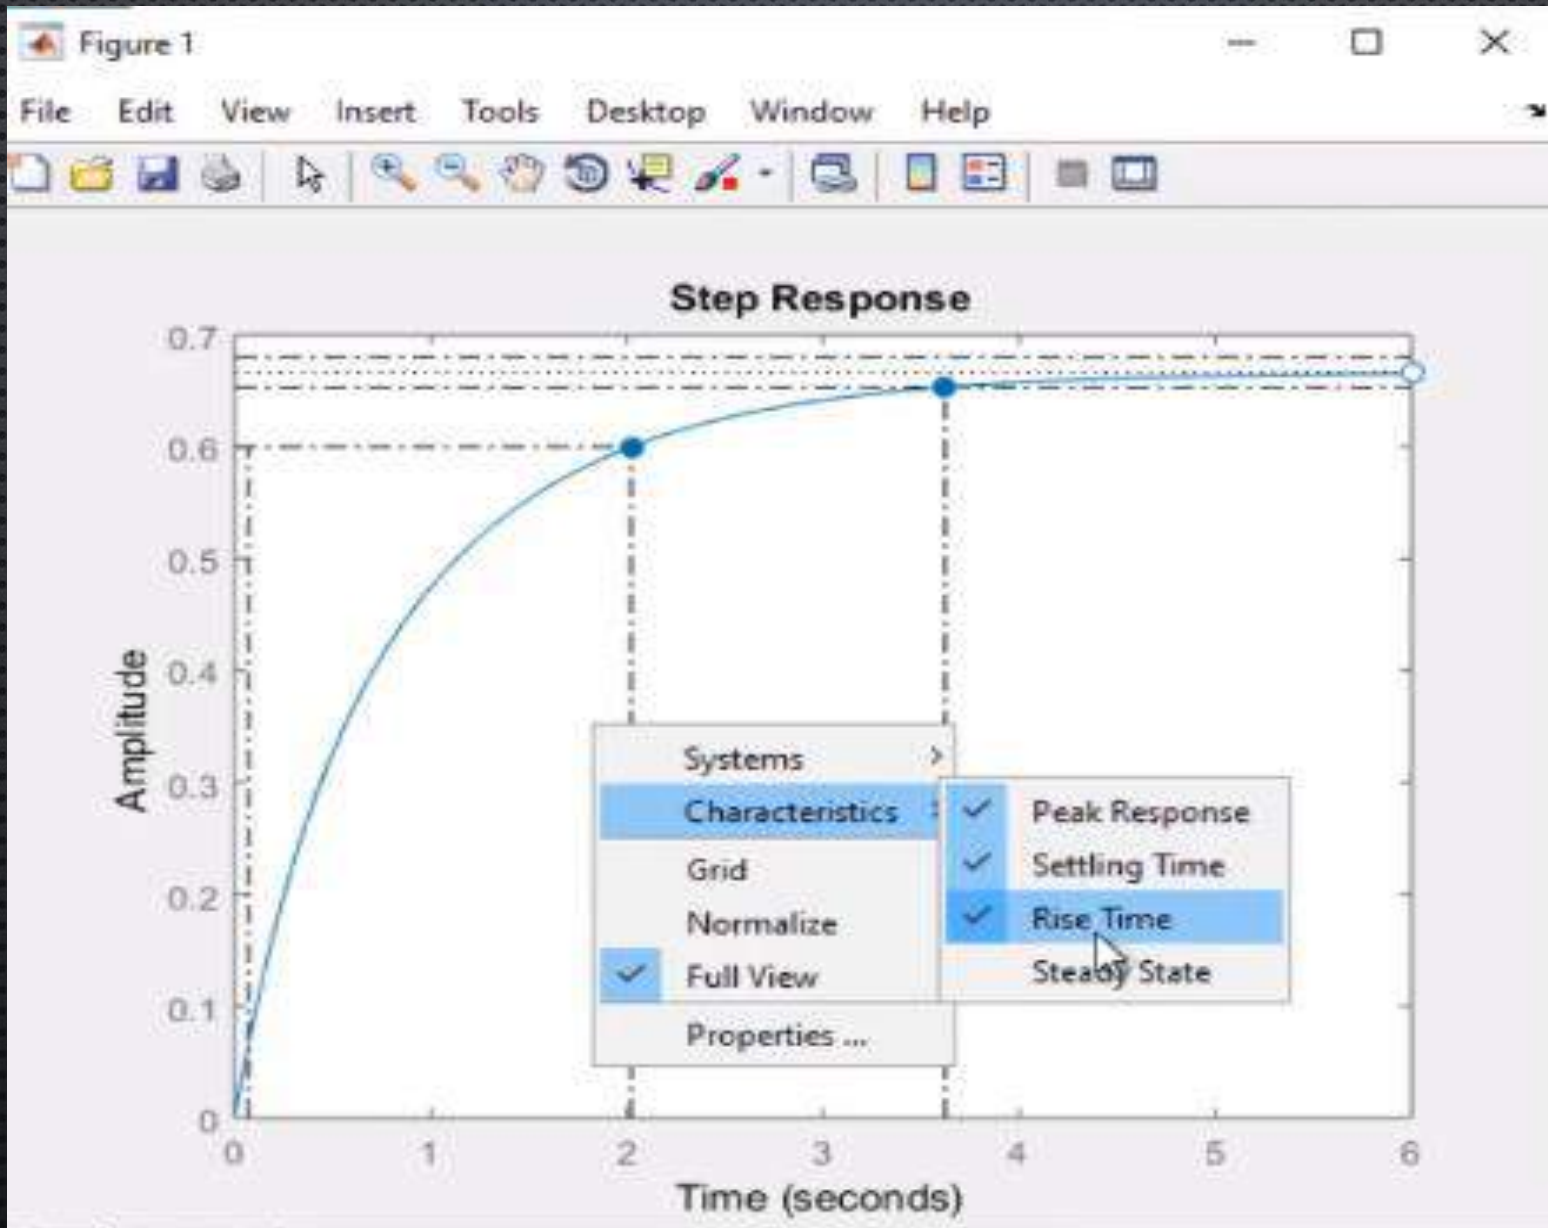 Figure 1
File Edit View Insert Tools Desktop Window Help
Step Response
0.7
0.6
0.5
0.4
0.3
0.2
0.1
0
Amplitude
Systems
Characteristics
Grid
Normalize
Full View
Properties ...
Peak Response
Settling Time
Rise Time
Steady State
0 1 2 3 4 5 6
Time (seconds)